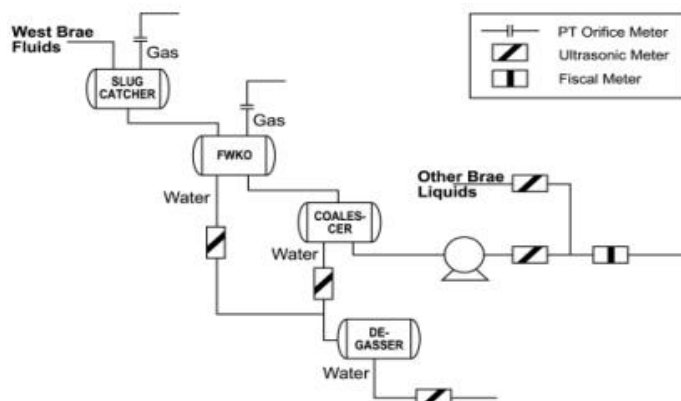 West Brae
Fluids
Gas
SLUG
CATCHER
PT Orifice Meter
Ultrasonic Meter
Fiscal Meter
Gas
FWKO
Water
Other Brae
Liquids
COALES-
CER
Water
DE-
GASSER
Water